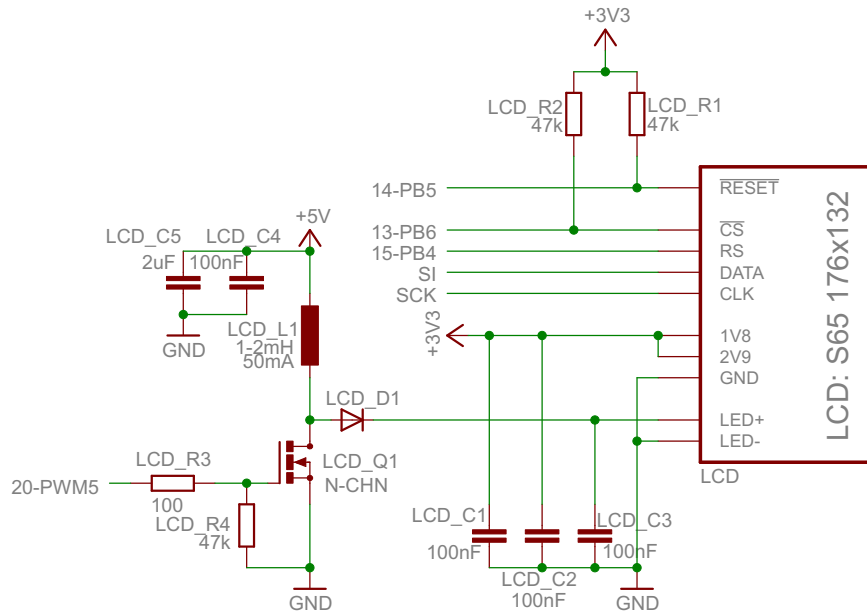 +3V3
LCD_R2
47k
LCD_R1
47k
14-PB5
13-PB6
15-PB4
SI
SCK
RESET
CS
RS
DATA
CLK
1V8
2V9
GND
LED+
LED-
LCD: S65 176x132
LCD
+5V
LCD_C5
2uF
LCD_C4
100nF
GND
LCD_L1
1-2mH
50mA
+3V3
LCD_D1
LCD_Q1
N-CHN
LCD_R3
100
20-PWM5
LCD_R4
47k
GND
LCD_C1
100nF
LCD_C2
100nF
LCD_C3
100nF
GND